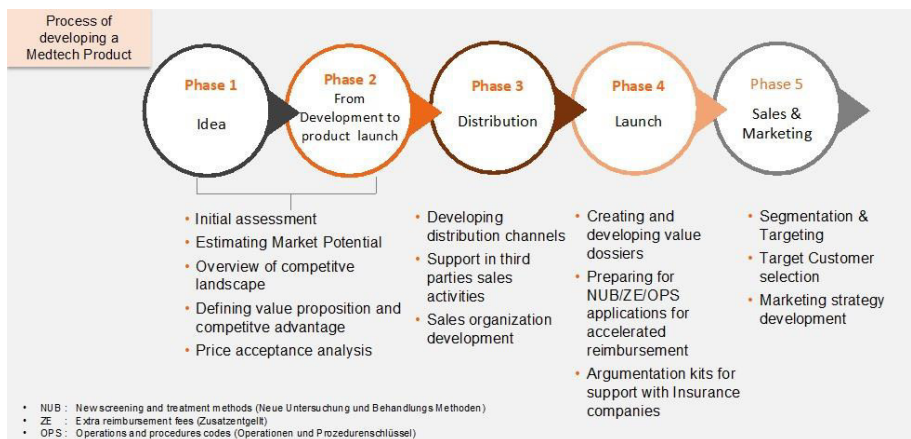 Process of
developing a
Medtech Product
Phase 1
Idea
Phase 2
From
Development to
product launch
Phase 3
Distribution
Phase 4
Launch
Phase 5
Sales &
Marketing
• Initial assessment
• Estimating Market Potential
• Overview of competitve
landscape
• Defining value proposition and
competitve advantage
• Price acceptance analysis
• Developing
distribution channels
• Support in third
parties sales
activities
• Sales organization
development
• Creating and
developing value
dossiers
• Preparing for
NUB/ZE/OPS
applications for
accelerated
reimbursement
• Argumentation kits for
support with Insurance
companies
• Segmentation &
Targeting
• Target Customer
selection
• Marketing strategy
development
• NUB : New screening and treatment methods (Neue Untersuchung und Behandlungs Methoden)
• ZE : Extra reimbursement fees (Zusatzentgellt)
• OPS : Operations and procedures codes (Operationen und Prozedurenschlüssel)